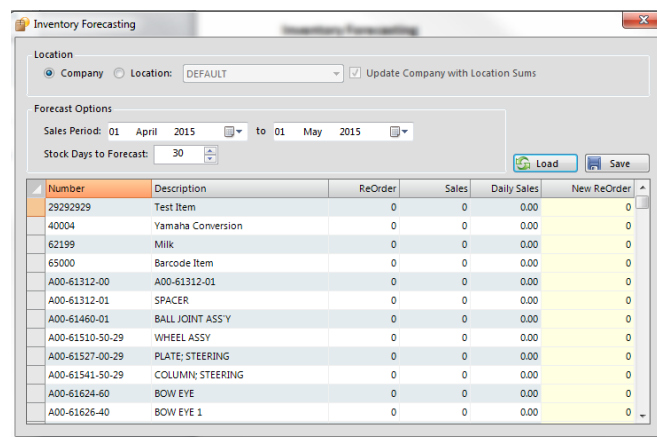 Inventory Forecasting
Inventory Forecasting
Location
Company Location: DEFAULT Update Company with Location Sums
Forecast Options
Sales Period: 01 April 2015 to 01 May 2015
Stock Days to Forecast: 30
Load Save
Number Description ReOrder Sales Daily Sales New ReOrder
29292929 Test Item 0 0 0.00 0
40004 Yamaha Conversion 0 0 0.00 0
62199 Milk 0 0 0.00 0
65000 Barcode Item 0 0 0.00 0
A00-61312-00 A00-61312-01 0 0 0.00 0
A00-61312-01 SPACER 0 0 0.00 0
A00-61460-01 BALL JOINT ASS'Y 0 0 0.00 0
A00-61510-50-29 WHEEL ASSY 0 0 0.00 0
A00-61527-00-29 PLATE; STEERING 0 0 0.00 0
A00-61541-50-29 COLUMN; STEERING 0 0 0.00 0
A00-61624-60 BOW EYE 0 0 0.00 0
A00-61626-40 BOW EYE 1 0 0 0.00 0